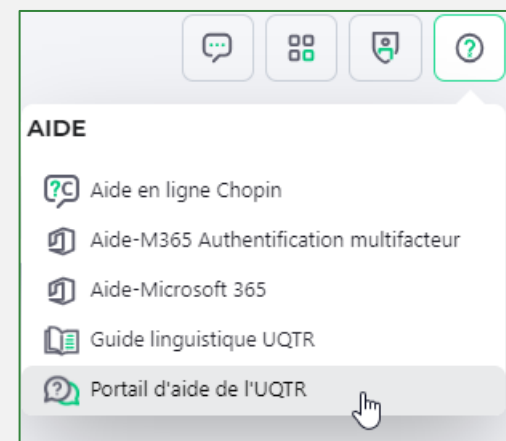 AIDE
Aide en ligne Chopin
Aide-M365 Authentification multifacteur
Aide-Microsoft 365
Guide linguistique UQTR
Portail d'aide de l'UQTR